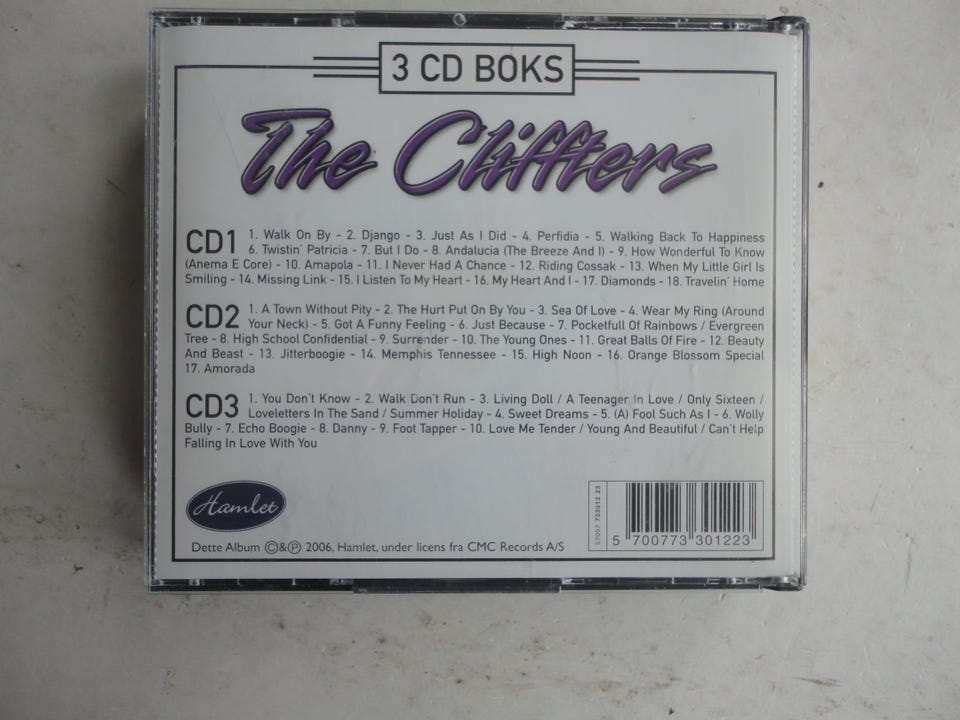 3 CD BOKS
The Cliffters
CD1 1. Walk On By - 2. Django - 3. Just As I Did - 4. Perfidia - 5. Walking Back To Happiness
6. Twistin' Patricia - 7. But I Do - 8. Andalucia (The Breeze And I) - 9. How Wonderful To Know
(Anema E Core) - 10. Amapola - 11. I Never Had A Chance - 12. Riding Cossak - 13. When My Little Girl Is
Smiling - 14. Missing Link - 15. I Listen To My Heart - 16. My Heart And I - 17. Diamonds - 18. Travelin' Home
CD2 1. A Town Without Pity - 2. The Hurt Put On By You - 3. Sea Of Love - 4. Wear My Ring (Around
Your Neck) - 5. Got A Funny Feeling - 6. Just Because - 7. Pocketfull Of Rainbows / Evergreen
Tree - 8. High School Confidential - 9. Surrender - 10. The Young Ones - 11. Great Balls Of Fire - 12. Beauty
And Beast - 13. Jitterboogie - 14. Memphis Tennessee - 15. High Noon - 16. Orange Blossom Special
17. Amorada
CD3 1. You Don't Know - 2. Walk Don't Run - 3. Living Doll / A Teenager In Love / Only Sixteen /
Loveletters In The Sand / Summer Holiday - 4. Sweet Dreams - 5. (A) Fool Such As I - 6. Wolly
Bully - 7. Echo Boogie - 8. Danny - 9. Foot Tapper - 10. Love Me Tender / Young And Beautiful / Can't Help
Falling In Love With You
Hamlet
Dette Album ©&℗ 2006, Hamlet, under licens fra CMC Records A/S
5 700773 301223